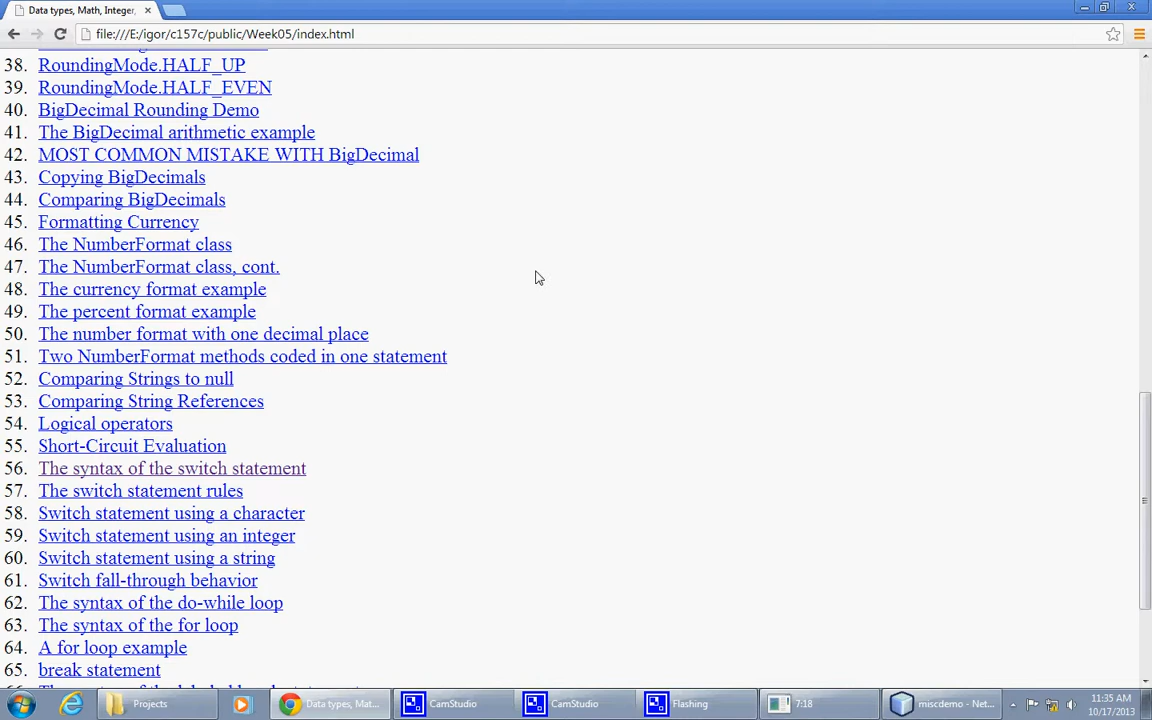 Data types, Math, Integer,
file:///E:/igor/c157c/public/Week05/index.html
38. RoundingMode.HALF_UP
39. RoundingMode.HALF_EVEN
40. BigDecimal Rounding Demo
41. The BigDecimal arithmetic example
42. MOST COMMON MISTAKE WITH BigDecimal
43. Copying BigDecimals
44. Comparing BigDecimals
45. Formatting Currency
46. The NumberFormat class
47. The NumberFormat class, cont.
48. The currency format example
49. The percent format example
50. The number format with one decimal place
51. Two NumberFormat methods coded in one statement
52. Comparing Strings to null
53. Comparing String References
54. Logical operators
55. Short-Circuit Evaluation
56. The syntax of the switch statement
57. The switch statement rules
58. Switch statement using a character
59. Switch statement using an integer
60. Switch statement using a string
61. Switch fall-through behavior
62. The syntax of the do-while loop
63. The syntax of the for loop
64. A for loop example
65. break statement
Projects
Data types, Mat...
CamStudio
CamStudio
Flashing
7:18
miscdemo - Net...
11:35 AM
10/17/2013